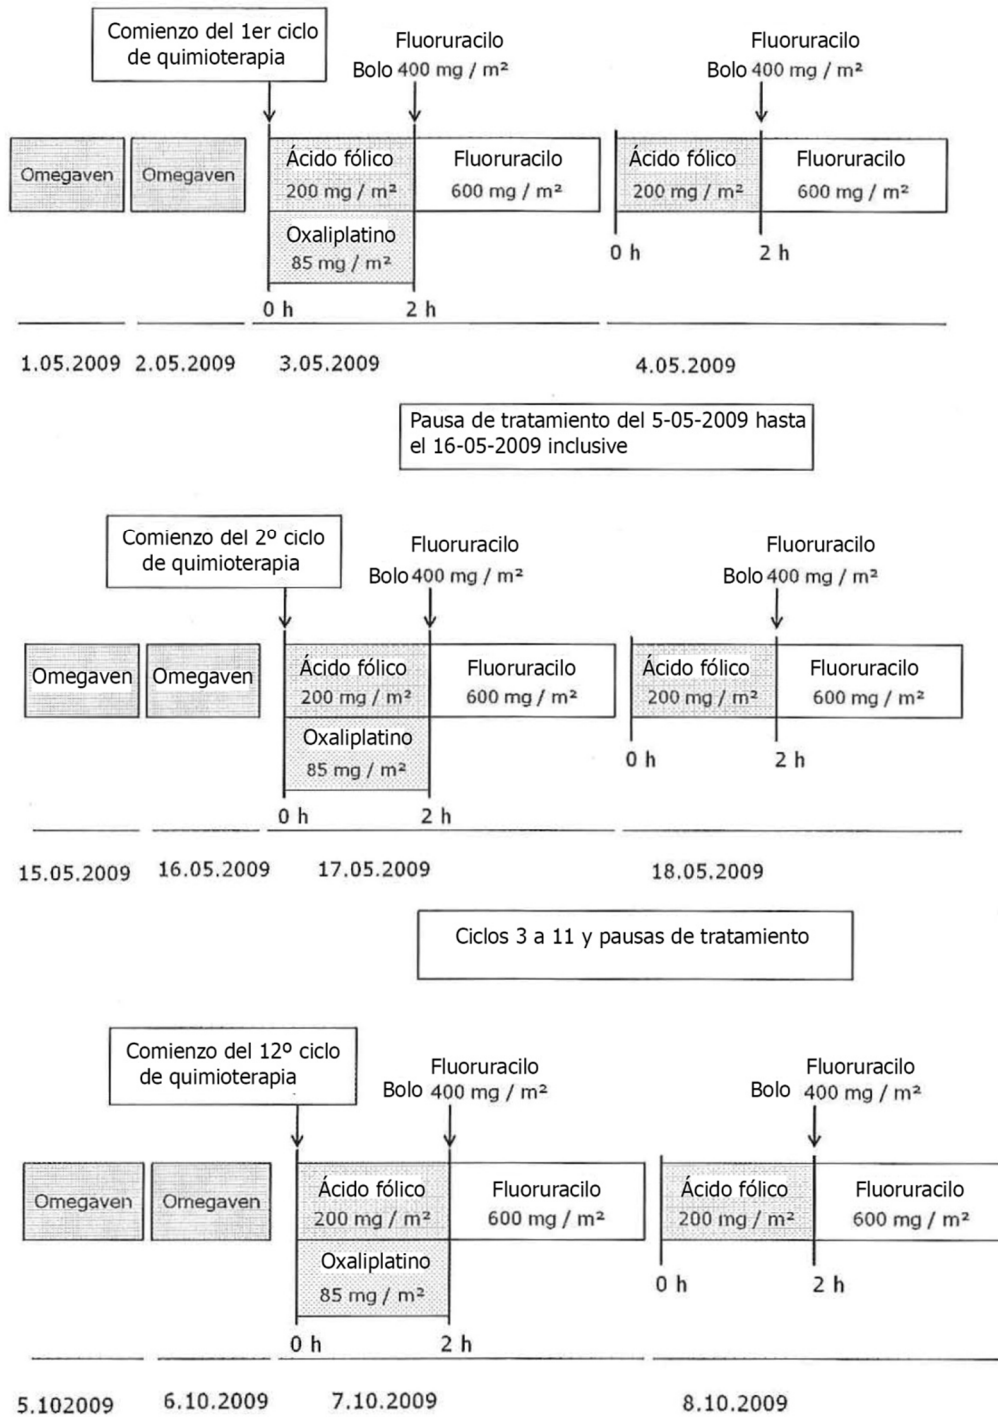 Comienzo del 1er ciclo
de quimioterapia
Fluoruracilo
Bolo 400 mg / m²
Fluoruracilo
Bolo 400 mg / m²
Omegaven
Omegaven
Ácido fólico
200 mg / m²
Fluoruracilo
600 mg / m²
Ácido fólico
200 mg / m²
Fluoruracilo
600 mg / m²
Oxaliplatino
85 mg / m²
0 h
2 h
0 h
2 h
1.05.2009
2.05.2009
3.05.2009
4.05.2009
Pausa de tratamiento del 5-05-2009 hasta
el 16-05-2009 inclusive
Comienzo del 2º ciclo
de quimioterapia
Fluoruracilo
Bolo 400 mg / m²
Fluoruracilo
Bolo 400 mg / m²
Omegaven
Omegaven
Ácido fólico
200 mg / m²
Fluoruracilo
600 mg / m²
Ácido fólico
200 mg / m²
Fluoruracilo
600 mg / m²
Oxaliplatino
85 mg / m²
0 h
2 h
0 h
2 h
15.05.2009
16.05.2009
17.05.2009
18.05.2009
Ciclos 3 a 11 y pausas de tratamiento
Comienzo del 12º ciclo
de quimioterapia
Fluoruracilo
Bolo 400 mg / m²
Fluoruracilo
Bolo 400 mg / m²
Omegaven
Omegaven
Ácido fólico
200 mg / m²
Fluoruracilo
600 mg / m²
Ácido fólico
200 mg / m²
Fluoruracilo
600 mg / m²
Oxaliplatino
85 mg / m²
0 h
2 h
0 h
2 h
5.102009
6.10.2009
7.10.2009
8.10.2009